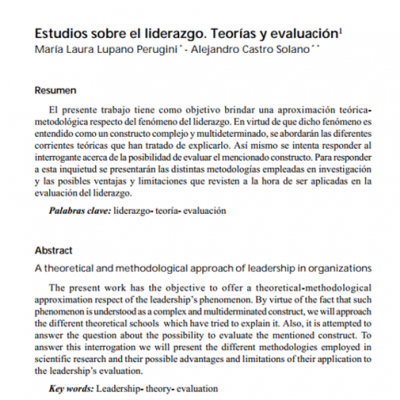 Estudios sobre el liderazgo. Teorías y evaluación¹
María Laura Lupano Perugini* - Alejandro Castro Solano**
Resumen
El presente trabajo tiene como objetivo brindar una aproximación teórica-
metodológica respecto del fenómeno del liderazgo. En virtud de que dicho fenómeno es
entendido como un constructo complejo y multideterminado, se abordarán las diferentes
corrientes teóricas que han tratado de explicarlo. Así mismo se intenta responder al
interrogante acerca de la posibilidad de evaluar el mencionado constructo. Para responder
a esta inquietud se presentarán las distintas metodologías empleadas en investigación
y las posibles ventajas y limitaciones que revisten a la hora de ser aplicadas en la
evaluación del liderazgo.
Palabras clave: liderazgo- teoría- evaluación
Abstract
A theoretical and methodological approach of leadership in organizations
The present work has the objective to offer a theoretical-methodological
approximation respect of the leadership's phenomenon. By virtue of the fact that such
phenomenon is understood as a complex and multidetermined construct, we will approach
the different theoretical schools which have tried to explain it. Also, it is attempted to
answer the question about the possibility to evaluate the mentioned construct. To
answer this interrogation we will present the different methodologies employed in
scientific research and their possible advantages and limitations of their application to
the leadership's evaluation.
Key words: Leadership- theory- evaluation